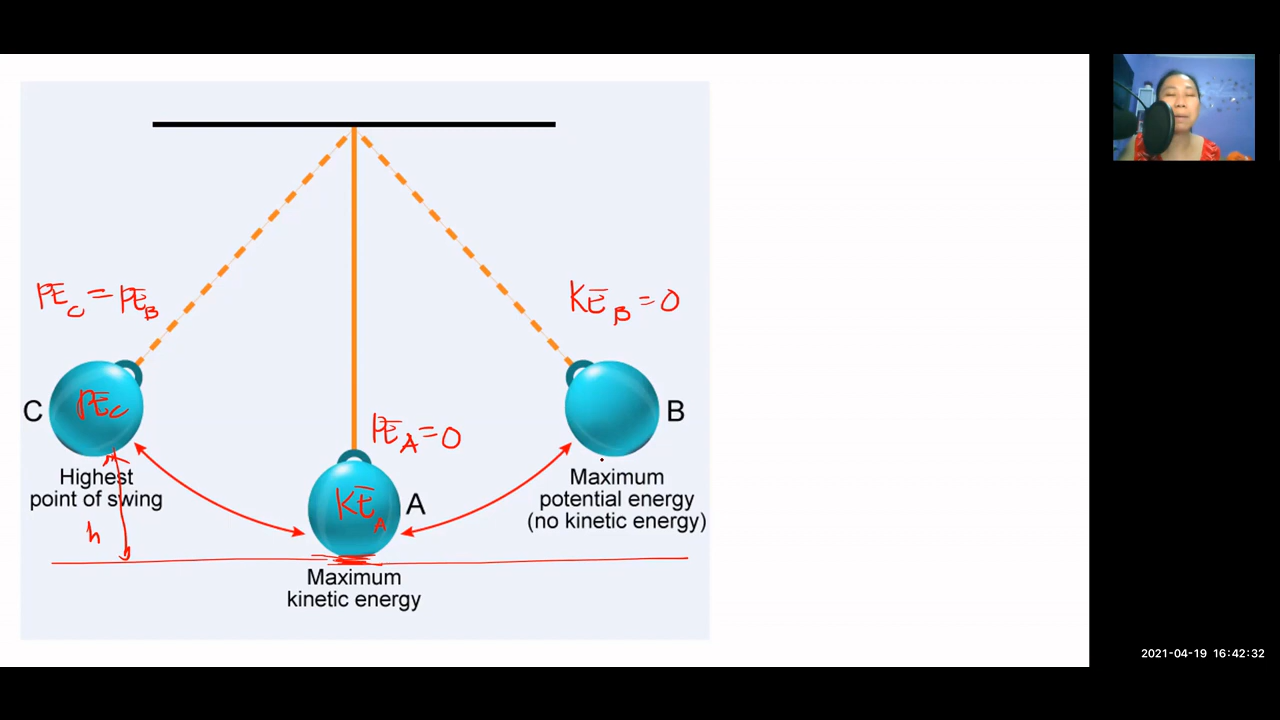 PE_C = PE_B
KE_B = 0
C
PE_C
B
PE_A = 0
Highest
point of swing
h
KE_A
A
Maximum
potential energy
(no kinetic energy)
Maximum
kinetic energy
2021-04-19 16:42:32